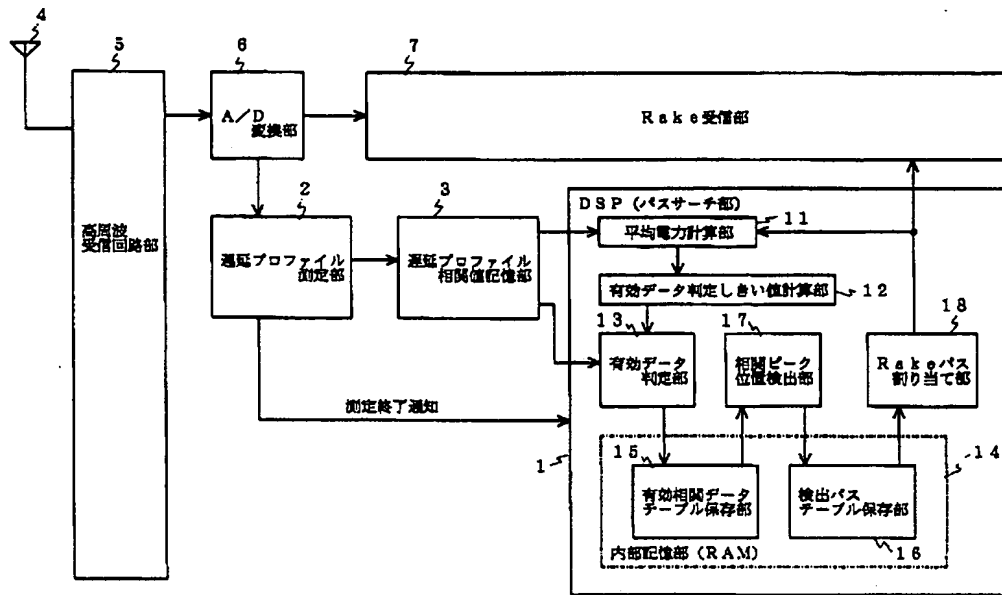 4
5
6
7
A/D
変換部
Rake受信部
高周波
受信回路部
2
3
遅延プロファイル
測定部
遅延プロファイル
相関値記憶部
DSP(パスサーチ部)
11
平均電力計算部
有効データ判定しきい値計算部
12
13
17
18
有効データ
判定部
相関ピーク
位置検出部
Rakeパス
割り当て部
測定終了通知
1
14
15
有効相関データ
テーブル保存部
検出パス
テーブル保存部
16
内部記憶部(RAM)